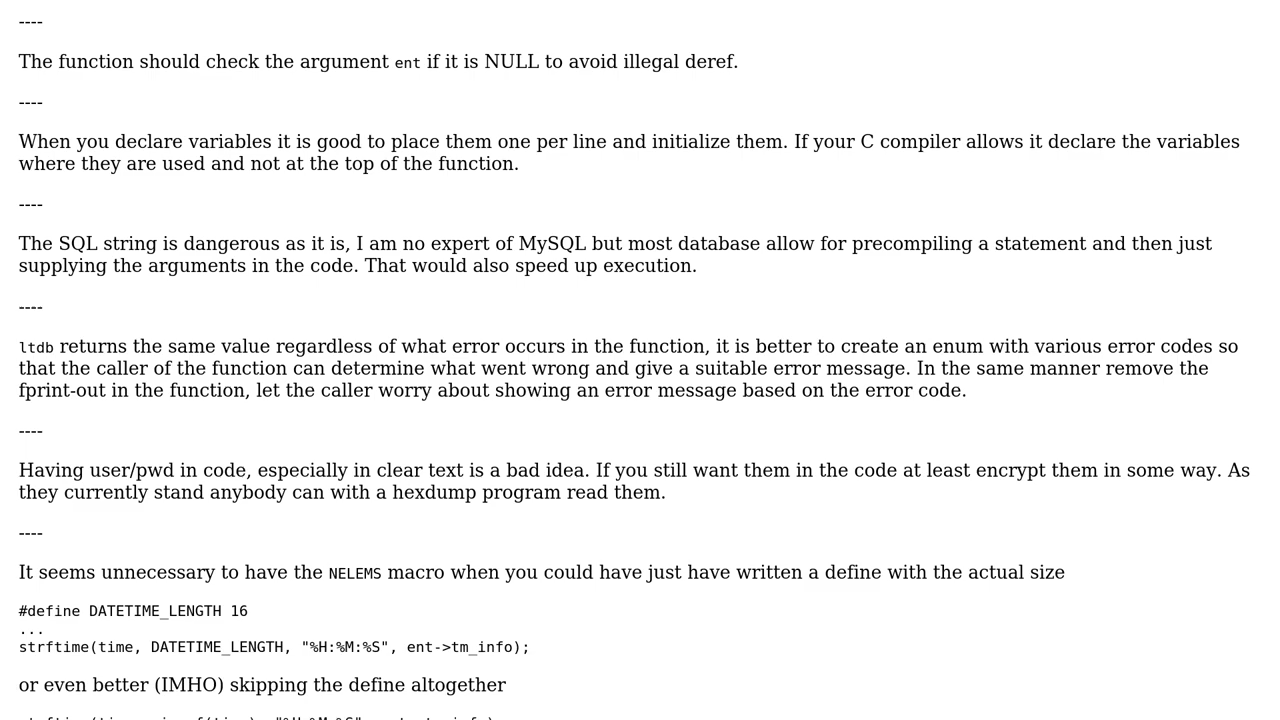 ----
The function should check the argument ent if it is NULL to avoid illegal deref.
----
When you declare variables it is good to place them one per line and initialize them. If your C compiler allows it declare the variables
where they are used and not at the top of the function.
----
The SQL string is dangerous as it is, I am no expert of MySQL but most database allow for precompiling a statement and then just
supplying the arguments in the code. That would also speed up execution.
----
ltdb returns the same value regardless of what error occurs in the function, it is better to create an enum with various error codes so
that the caller of the function can determine what went wrong and give a suitable error message. In the same manner remove the
fprint-out in the function, let the caller worry about showing an error message based on the error code.
----
Having user/pwd in code, especially in clear text is a bad idea. If you still want them in the code at least encrypt them in some way. As
they currently stand anybody can with a hexdump program read them.
----
It seems unnecessary to have the NELEMS macro when you could have just have written a define with the actual size
#define DATETIME_LENGTH 16
...
strftime(time, DATETIME_LENGTH, "%H:%M:%S", ent->tm_info);
or even better (IMHO) skipping the define altogether